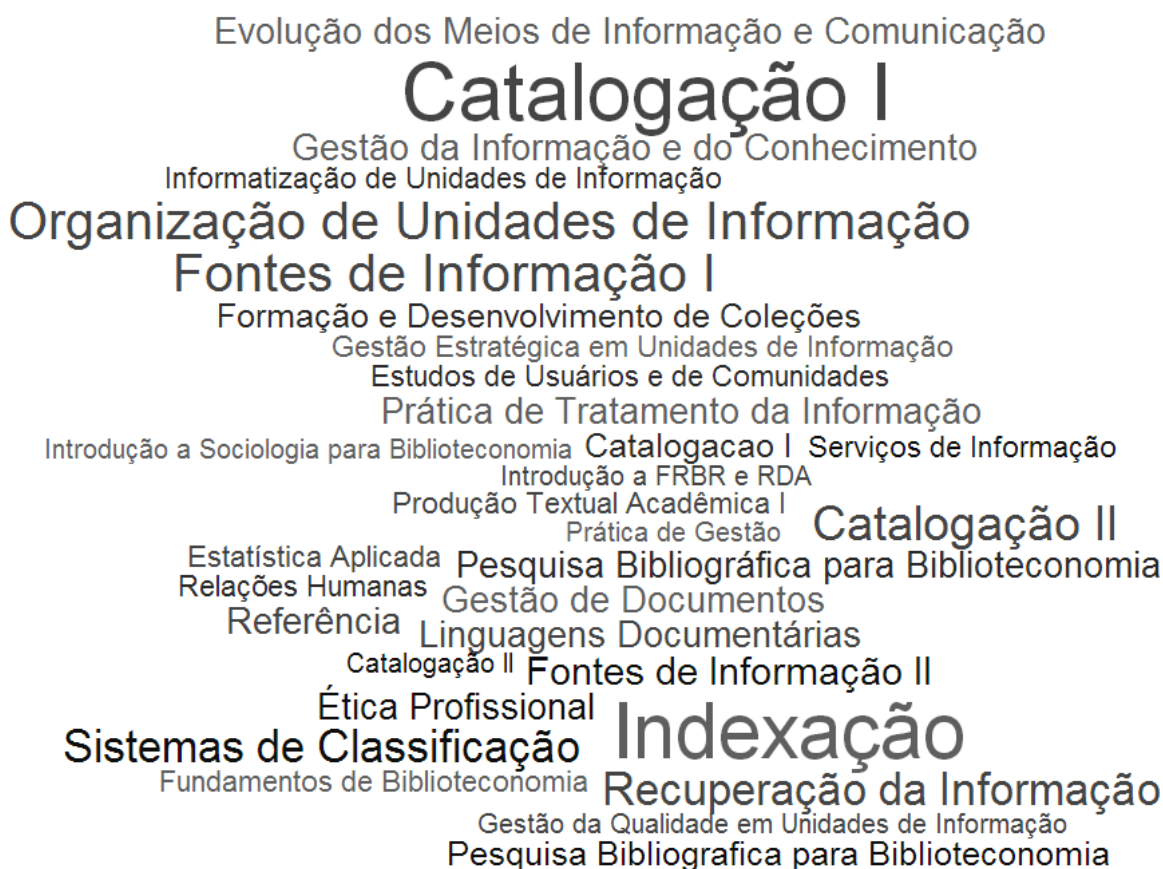 Evolução dos Meios de Informação e Comunicação
Catalogação I
Gestão da Informação e do Conhecimento
Informatização de Unidades de Informação
Organização de Unidades de Informação
Fontes de Informação I
Formação e Desenvolvimento de Coleções
Gestão Estratégica em Unidades de Informação
Estudos de Usuários e de Comunidades
Prática de Tratamento da Informação
Introdução a Sociologia para Biblioteconomia Catalogacao I Serviços de Informação
Introdução a FRBR e RDA
Produção Textual Acadêmica I
Prática de Gestão Catalogação II
Estatística Aplicada Pesquisa Bibliográfica para Biblioteconomia
Relações Humanas Gestão de Documentos
Referência Linguagens Documentárias
Catalogação II Fontes de Informação II
Ética Profissional
Sistemas de Classificação Indexação
Fundamentos de Biblioteconomia Recuperação da Informação
Gestão da Qualidade em Unidades de Informação
Pesquisa Bibliografica para Biblioteconomia